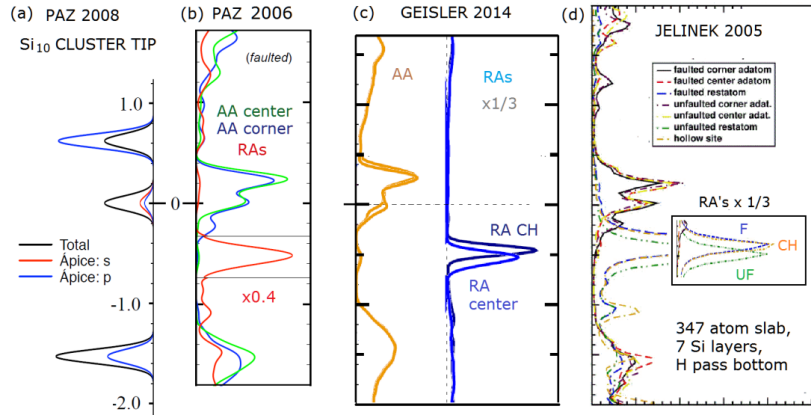 (a)
PAZ 2008
Si10 CLUSTER TIP
1.0
0
-1.0
-2.0
Total
Ápice: s
Ápice: p
(b)
PAZ 2006
(faulted)
AA center
AA corner
RAs
x0.4
(c)
GEISLER 2014
AA
RAs
x1/3
RA CH
RA
center
(d)
JELINEK 2005
faulted corner adatom
faulted center adatom
faulted restatom
unfaulted corner adat.
unfaulted center adat.
unfaulted restatom
hollow site
RA's x 1/3
F
CH
UF
347 atom slab,
7 Si layers,
H pass bottom